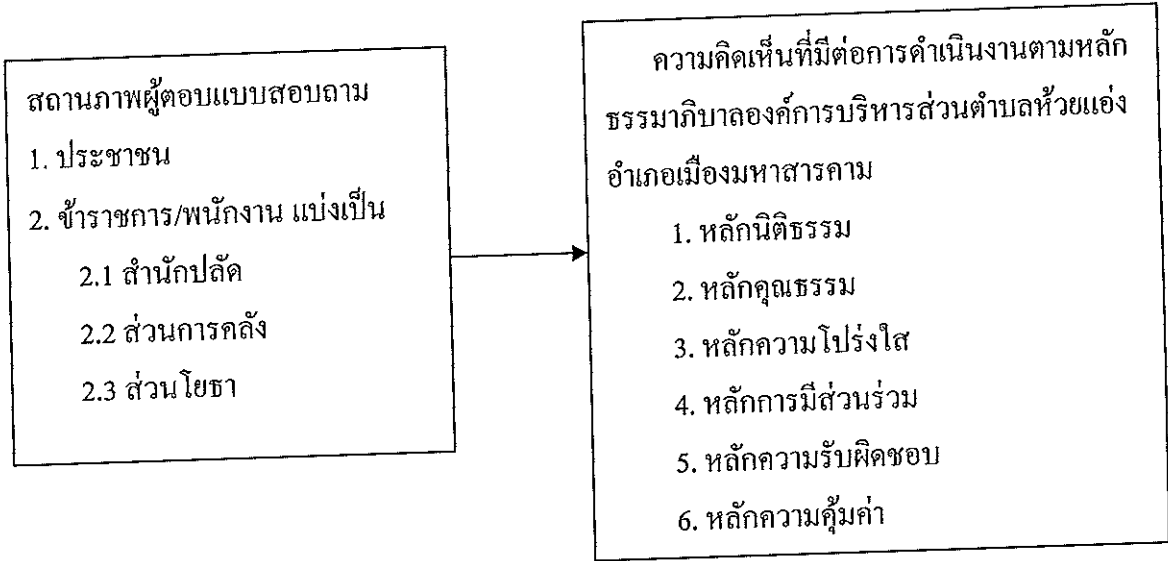 สถานภาพผู้ตอบแบบสอบถาม
1. ประชาชน
2. ข้าราชการ/พนักงาน แบ่งเป็น
2.1 สำนักปลัด
2.2 ส่วนการคลัง
2.3 ส่วนโยธา
ความคิดเห็นที่มีต่อการดำเนินงานตามหลัก
ธรรมาภิบาลองค์การบริหารส่วนตำบลห้วยแอ่ง
อำเภอเมืองมหาสารคาม
1. หลักนิติธรรม
2. หลักคุณธรรม
3. หลักความโปร่งใส
4. หลักการมีส่วนร่วม
5. หลักความรับผิดชอบ
6. หลักความคุ้มค่า